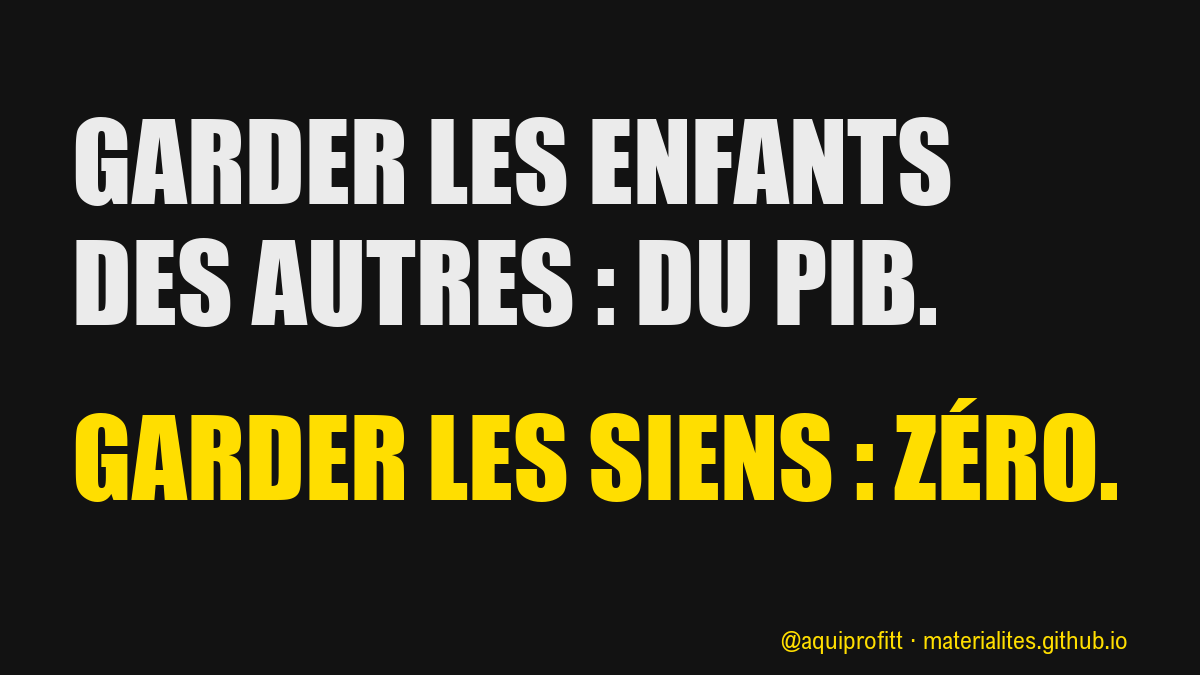 GARDER LES ENFANTS
DES AUTRES : DU PIB.
GARDER LES SIENS : ZÉRO.
@aquiprofitt · materialites.github.io